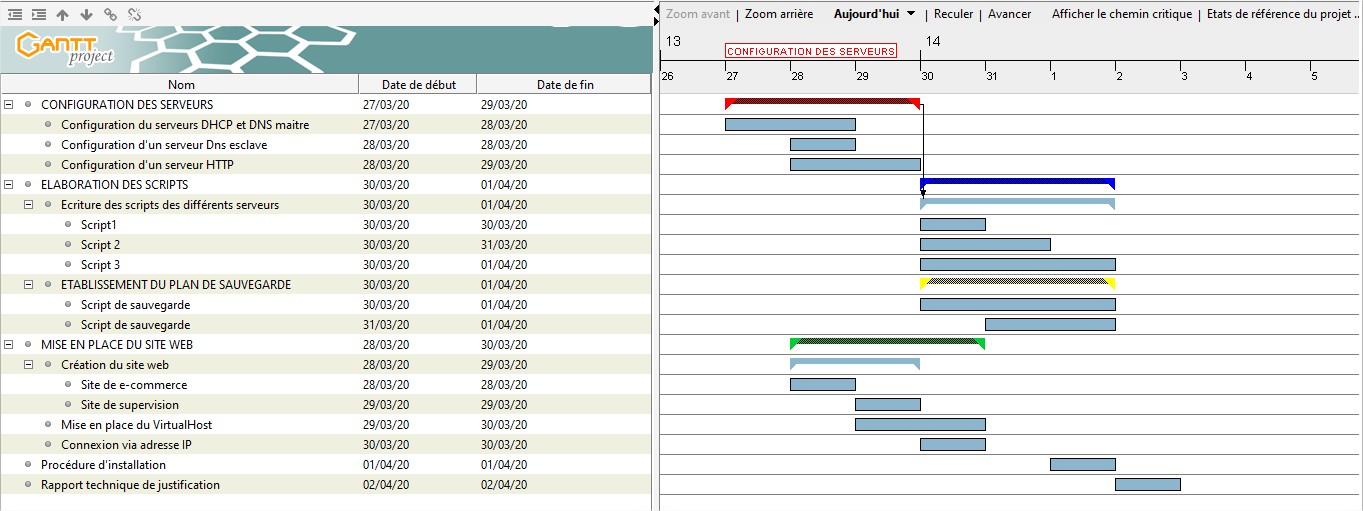 Zoom avant | Zoom arrière Aujourd'hui | Reculer | Avancer Afficher le chemin critique | Etats de référence du projet ..
GANTT
project
13 14
CONFIGURATION DES SERVEURS
26 27 28 29 30 31 1 2 3 4 5
Nom Date de début Date de fin
CONFIGURATION DES SERVEURS 27/03/20 29/03/20
Configuration du serveurs DHCP et DNS maitre 27/03/20 28/03/20
Configuration d'un serveur Dns esclave 28/03/20 28/03/20
Configuration d'un serveur HTTP 28/03/20 29/03/20
ELABORATION DES SCRIPTS 30/03/20 01/04/20
Ecriture des scripts des différents serveurs 30/03/20 01/04/20
Script1 30/03/20 30/03/20
Script 2 30/03/20 31/03/20
Script 3 30/03/20 01/04/20
ETABLISSEMENT DU PLAN DE SAUVEGARDE 30/03/20 01/04/20
Script de sauvegarde 30/03/20 01/04/20
Script de sauvegarde 31/03/20 01/04/20
MISE EN PLACE DU SITE WEB 28/03/20 30/03/20
Création du site web 28/03/20 29/03/20
Site de e-commerce 28/03/20 28/03/20
Site de supervision 29/03/20 29/03/20
Mise en place du VirtualHost 29/03/20 30/03/20
Connexion via adresse IP 30/03/20 30/03/20
Procédure d'installation 01/04/20 01/04/20
Rapport technique de justification 02/04/20 02/04/20